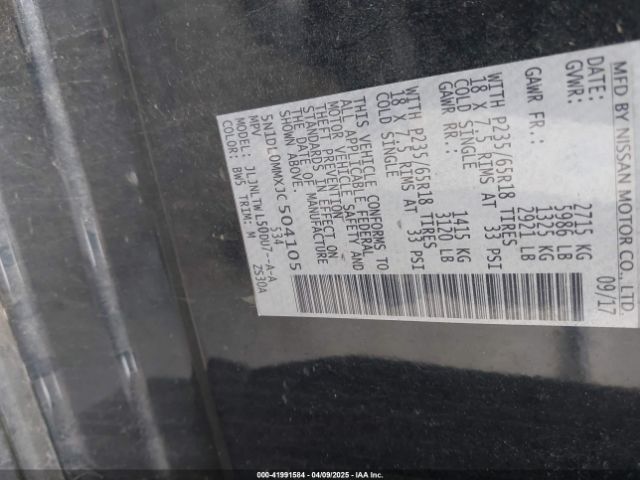 MFD BY NISSAN MOTOR CO., LTD.
DATE: 09/17
GVWR: 2715 KG
5986 LB
GAWR FR: 1325 KG
2921 LB
WITH P235/65R18 TIRES
18 X 7.5 RIMS AT 33 PSI
COLD SINGLE
GAWR RR: 1415 KG
3120 LB
WITH P235/65R18 TIRES
18 X 7.5 RIMS AT 33 PSI
COLD SINGLE
THIS VEHICLE CONFORMS TO
ALL APPLICABLE FEDERAL
MOTOR VEHICLE SAFETY AND
THEFT PREVENTION
STANDARDS IN EFFECT ON
THE DATE OF MANUFACTURE
SHOWN ABOVE.
5N1DL0MMXJC504105
MPV 534
MODEL: JLJNLTWL50DU7--A-A
COLOR: BW5 TRIM: M ZS30A
000-41991584 - 04/09/2025 - IAA Inc.